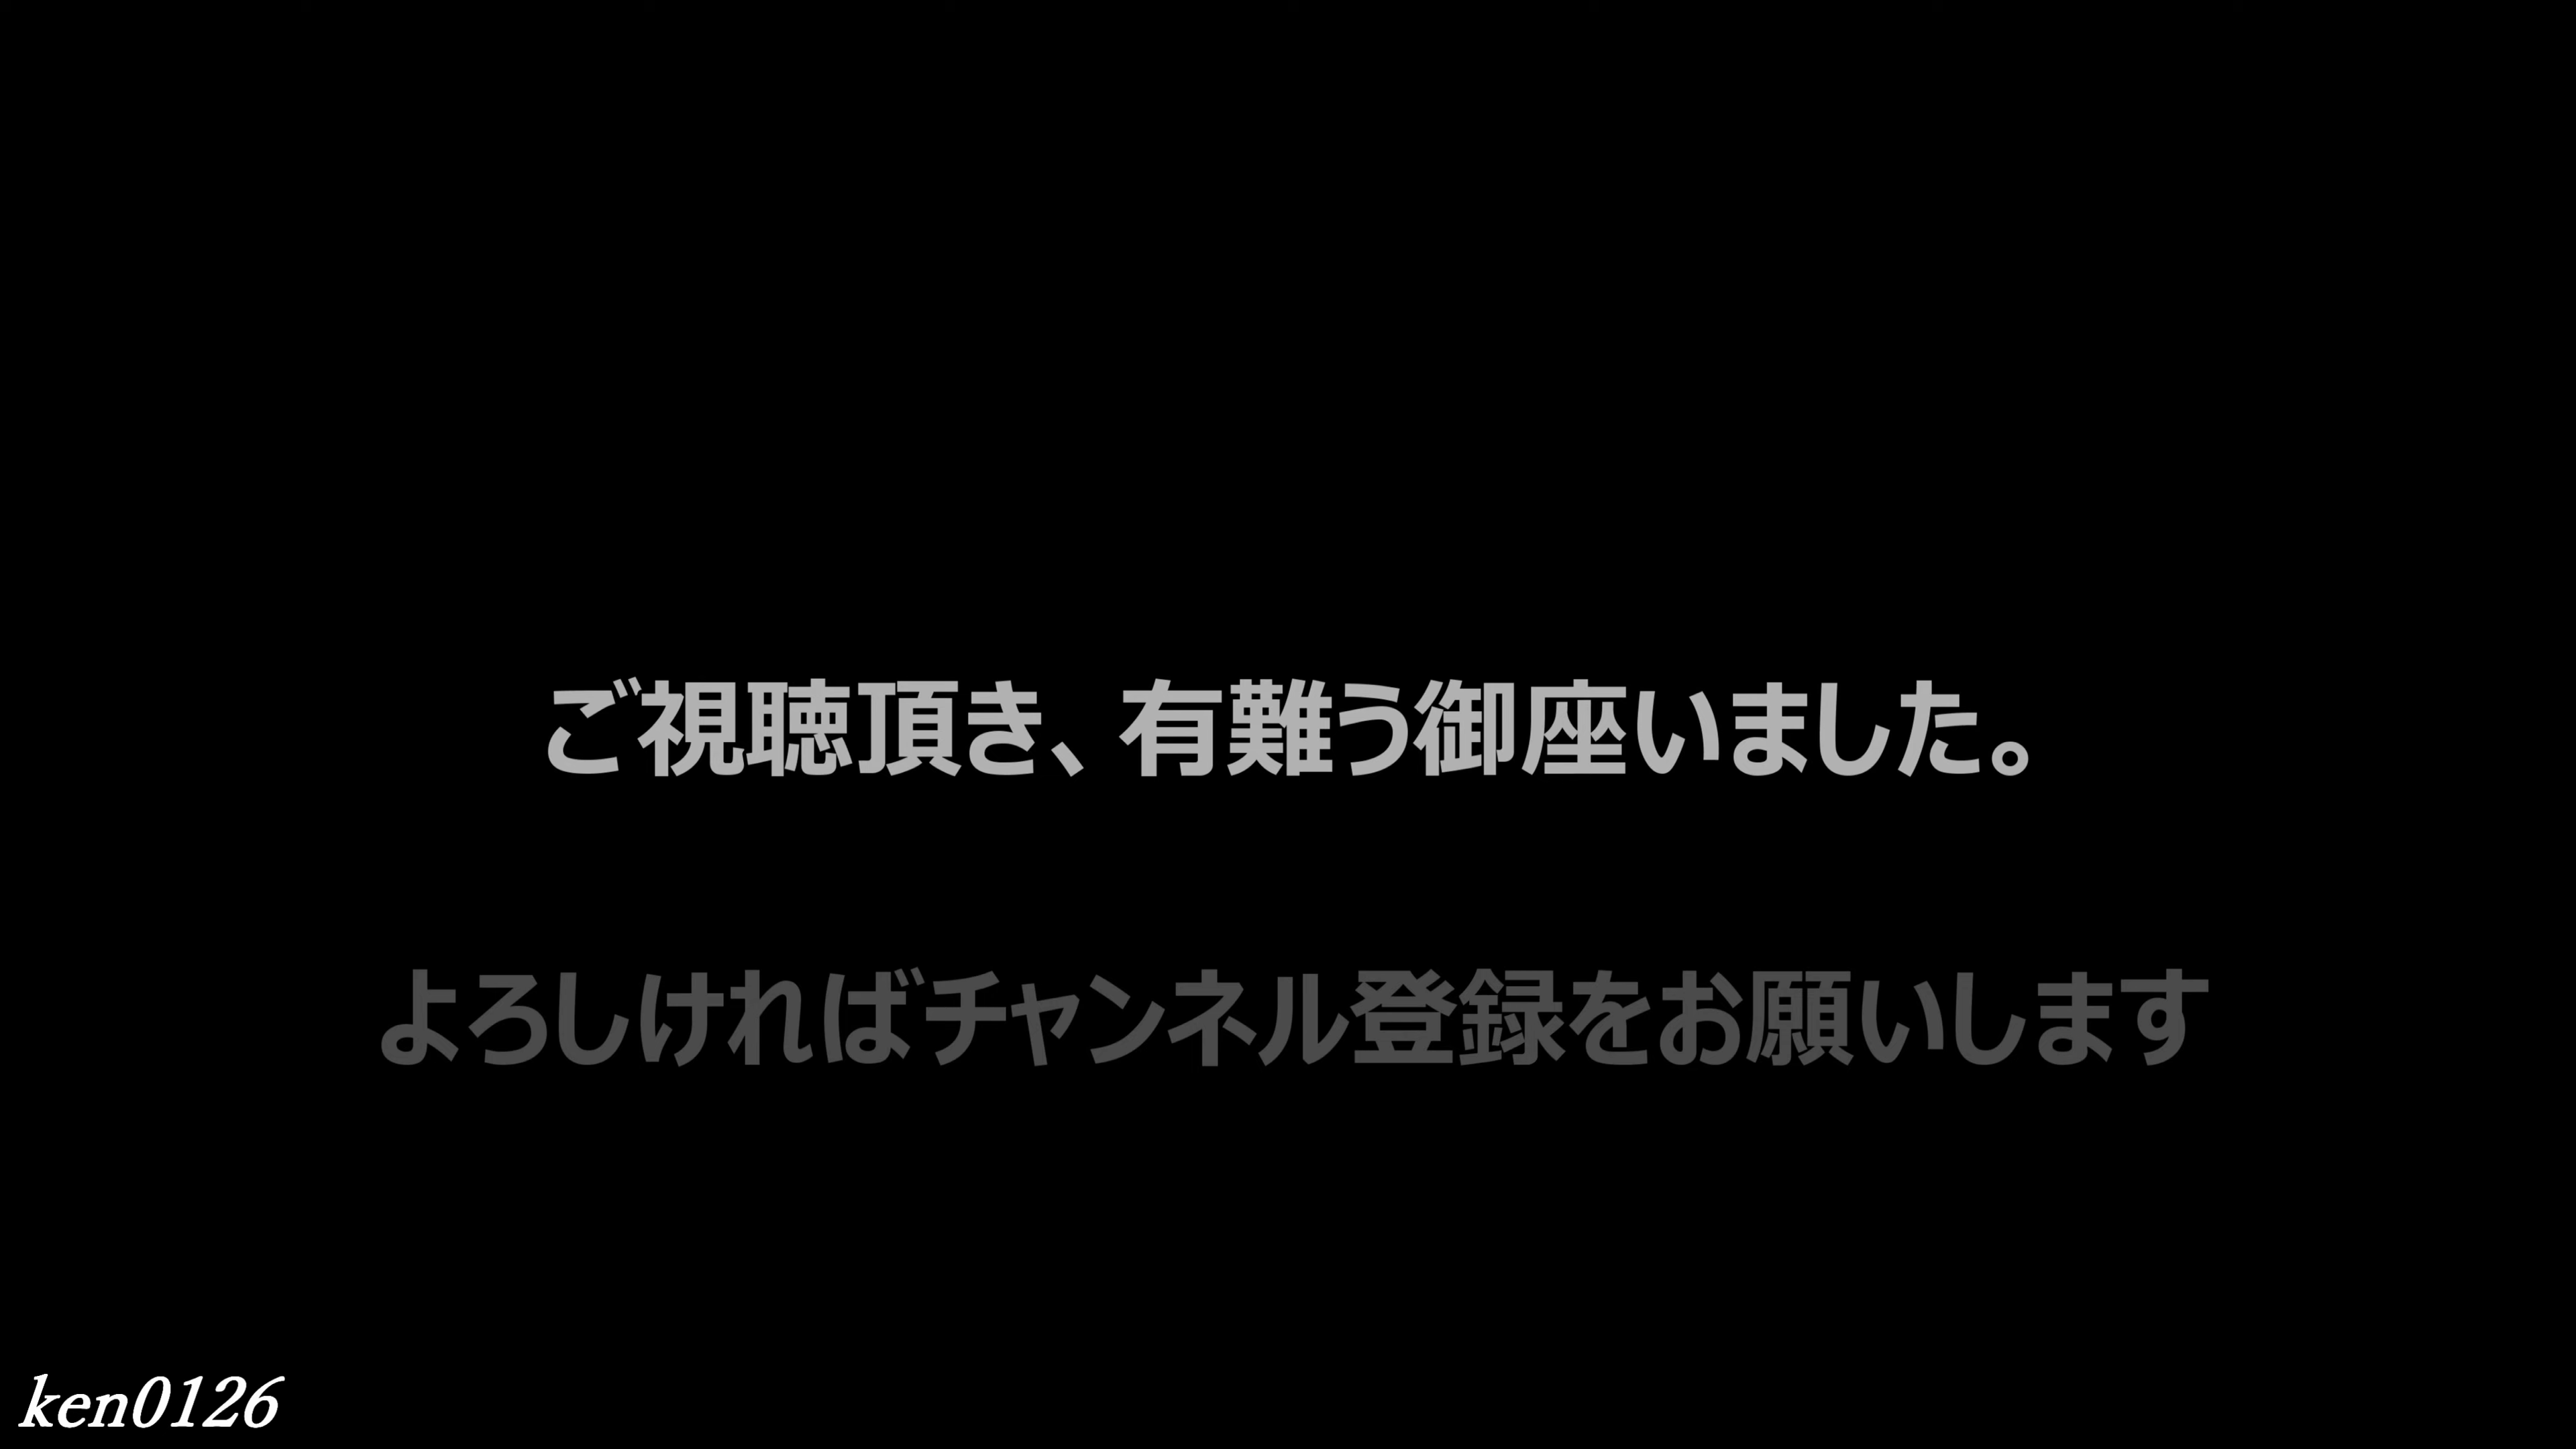 ご視聴頂き、有難う御座いました。
よろしければチャンネル登録をお願いします
ken0126